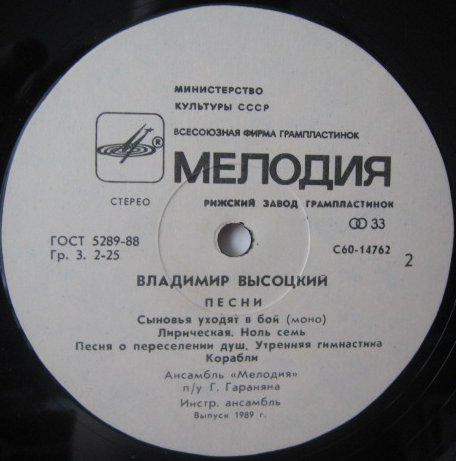 МИНИСТЕРСТВО
КУЛЬТУРЫ СССР
ВСЕСОЮЗНАЯ ФИРМА ГРАМПЛАСТИНОК
®
МЕЛОДИЯ
СТЕРЕО
РИЖСКИЙ ЗАВОД ГРАМПЛАСТИНОК
33
ГОСТ 5289-88
Гр. 3. 2-25
С60-14762
2
ВЛАДИМИР ВЫСОЦКИЙ
ПЕСНИ
Сыновья уходят в бой (моно)
Лирическая. Ноль семь
Песня о переселении душ. Утренняя гимнастика
Корабли
Ансамбль «Мелодия»
п/у Г. Гараняна
Инстр. ансамбль
Выпуск 1989 г.